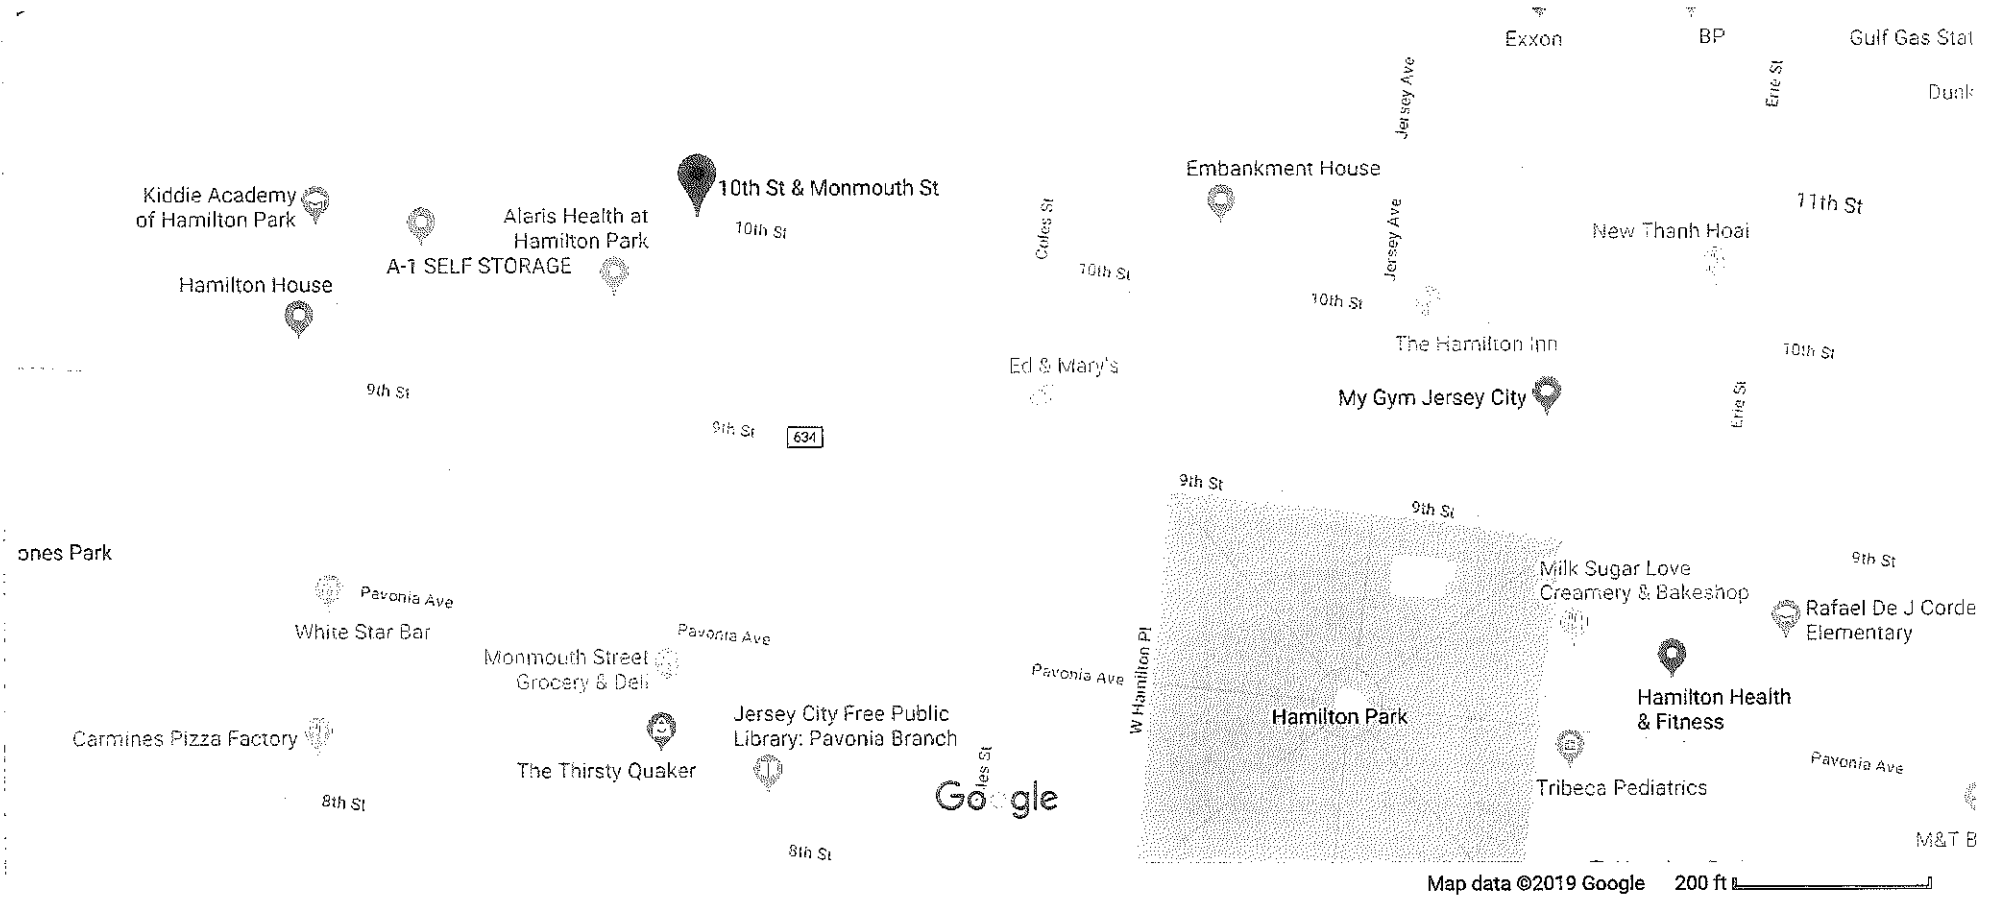 Exxon
BP
Gulf Gas Stat
Jersey Ave
Erie St
Dunk
Embankment House
10th St & Monmouth St
Kiddie Academy
of Hamilton Park
Alaris Health at
Hamilton Park
10th St
Coles St
Jersey Ave
11th St
New Thanh Hoai
A-1 SELF STORAGE
10th St
Hamilton House
10th St
The Hamilton Inn
10th St
Ed & Mary's
9th St
My Gym Jersey City
Erie St
9th St
634
9th St
9th St
ones Park
9th St
Milk Sugar Love
Creamery & Bakeshop
Pavonia Ave
Rafael De J Corde
Elementary
White Star Bar
Pavonia Ave
Monmouth Street
Grocery & Deli
Pavonia Ave
W Hamilton Pl
Hamilton Health
& Fitness
Hamilton Park
Jersey City Free Public
Library: Pavonia Branch
Carmines Pizza Factory
The Thirsty Quaker
les St
Pavonia Ave
Tribeca Pediatrics
Google
8th St
M&T B
8th St
Map data ©2019 Google
200 ft